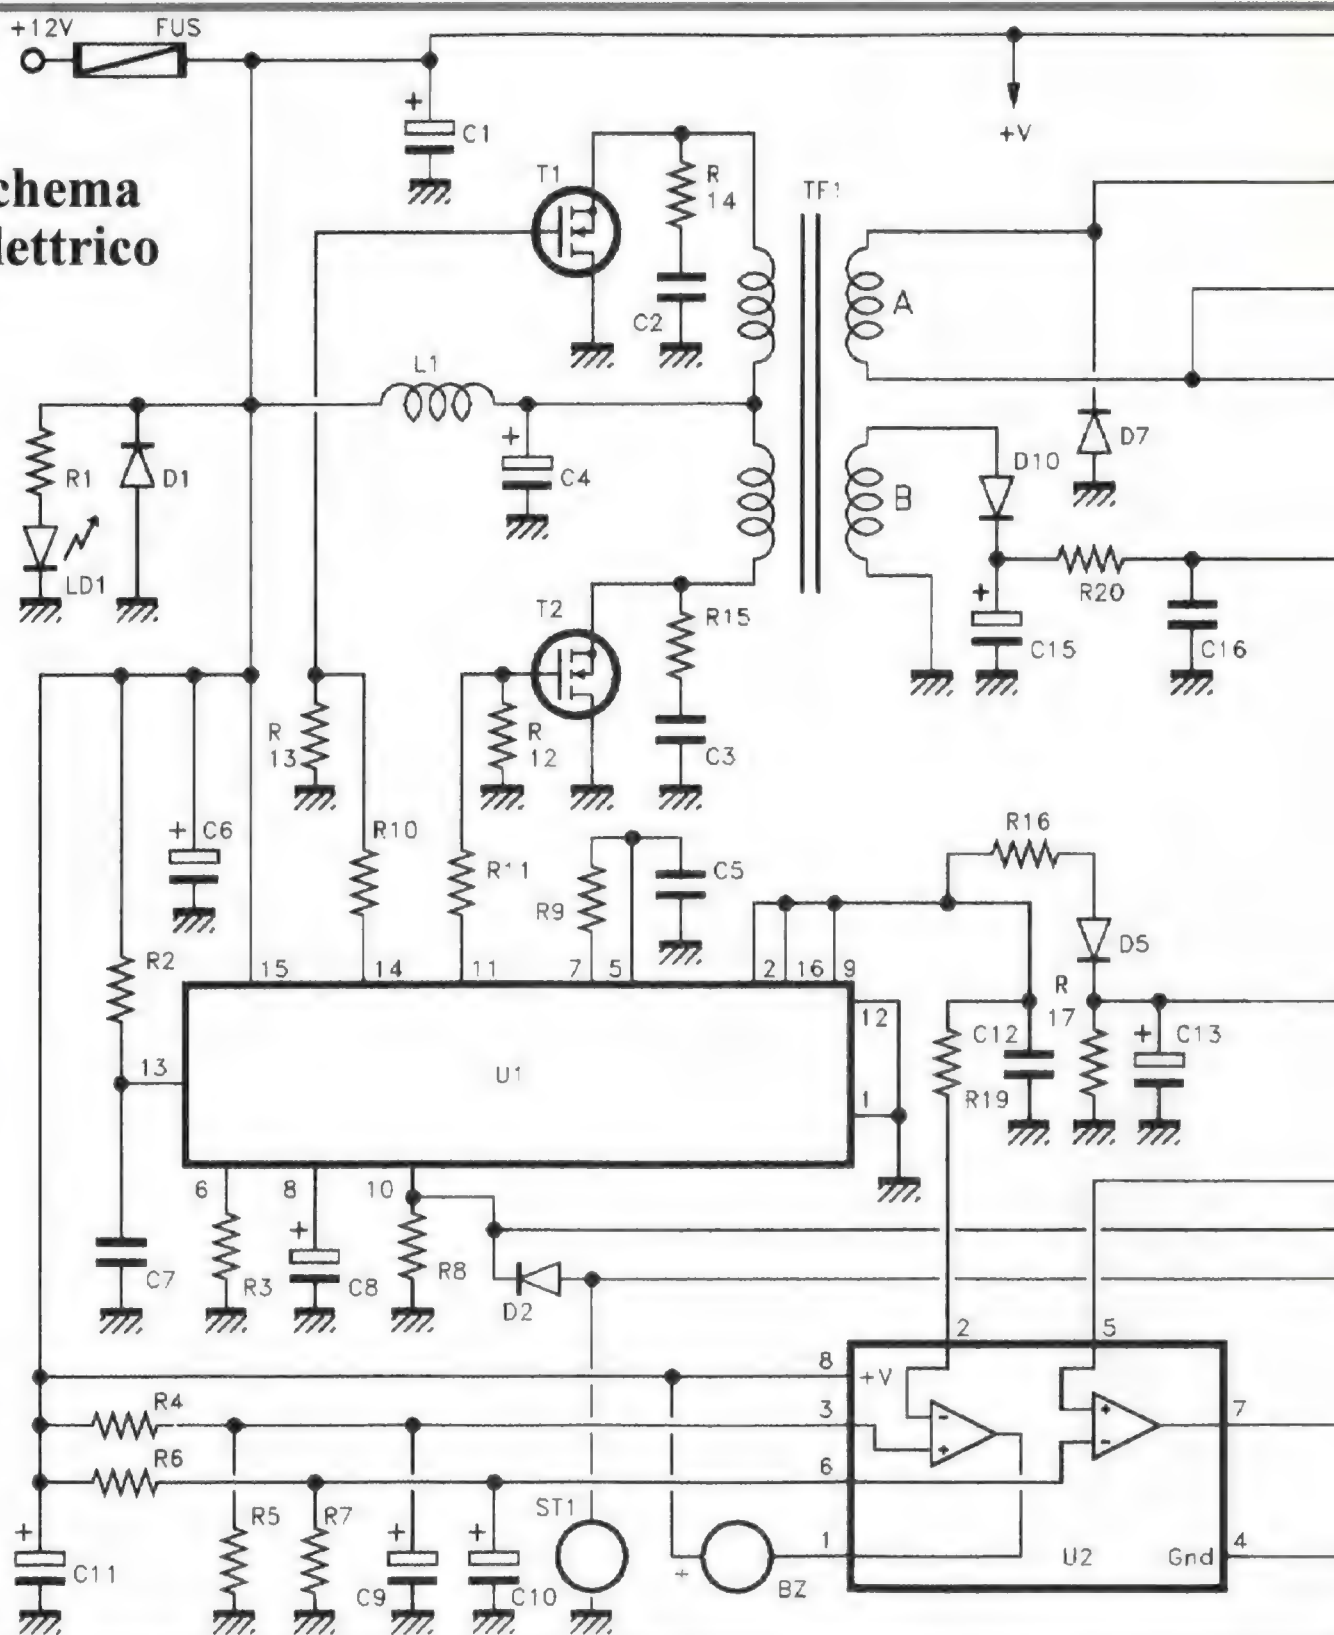 +12V
FUS
+
C1
+V
chema
lettrico
T1
R
14
TF1
C2
A
L1
R1
D1
+
C4
D7
D10
B
LD1
T2
R15
R20
+
C15
C16
R
13
R
12
C3
+
C6
R10
R11
R9
C5
R16
D5
R2
15
14
11
7
5
2
16
9
12
R
17
C12
+
C13
13
U1
1
R19
6
8
10
C7
R3
+
C8
R8
D2
2
5
8
+V
R4
3
-
+
+
-
7
R6
6
+
C11
R5
R7
+
C9
+
C10
ST1
1
+
BZ
U2
Gnd
4